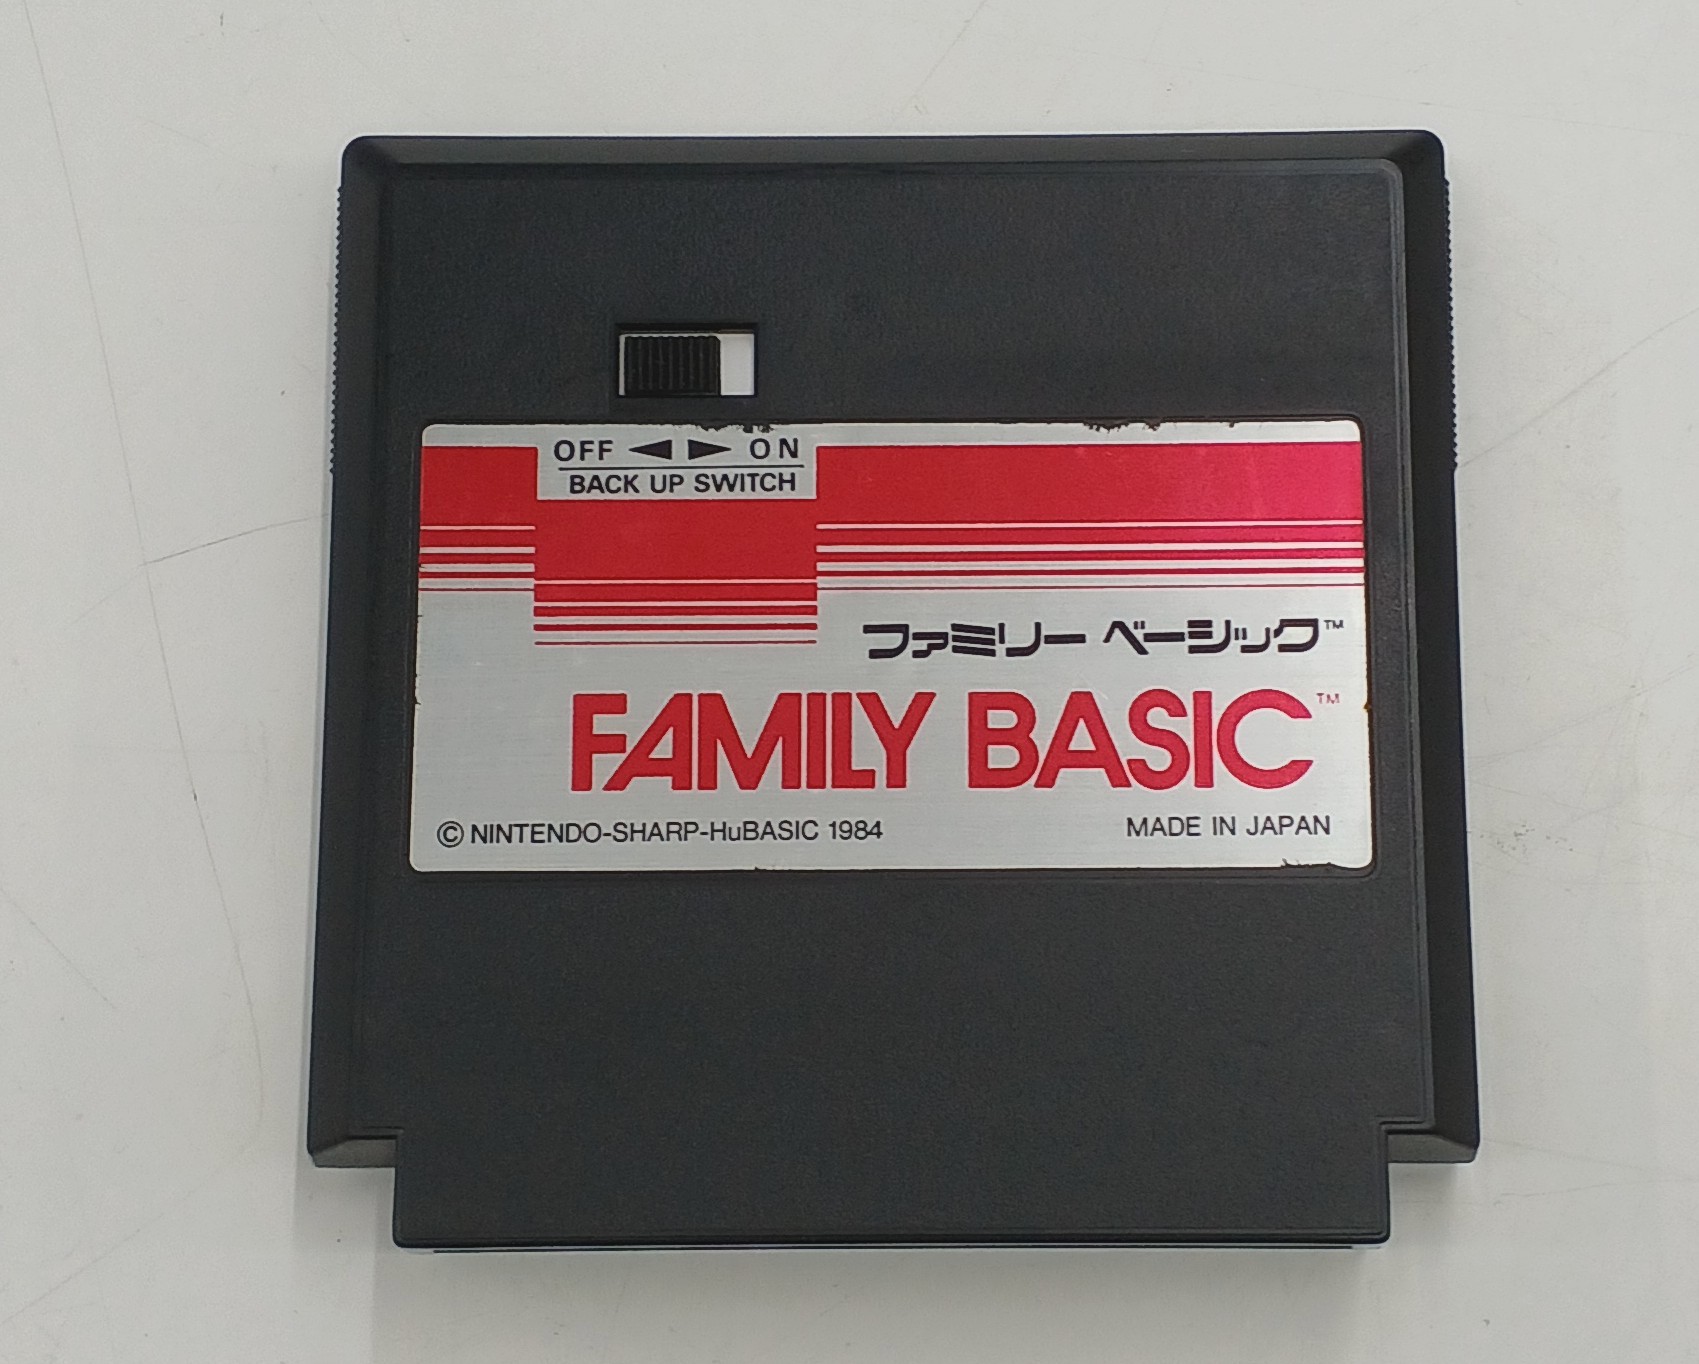 OFF ◀ ▶ ON
BACK UP SWITCH
ファミリー ベーシック™
FAMILY BASIC™
© NINTENDO-SHARP-HuBASIC 1984 MADE IN JAPAN